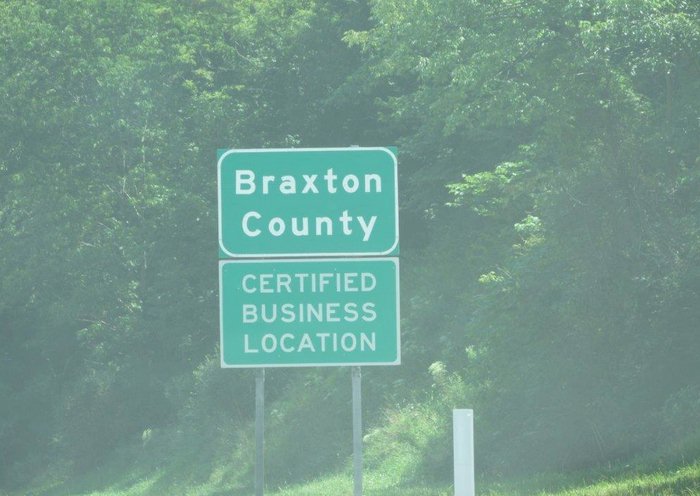 Braxton
County
CERTIFIED
BUSINESS
LOCATION